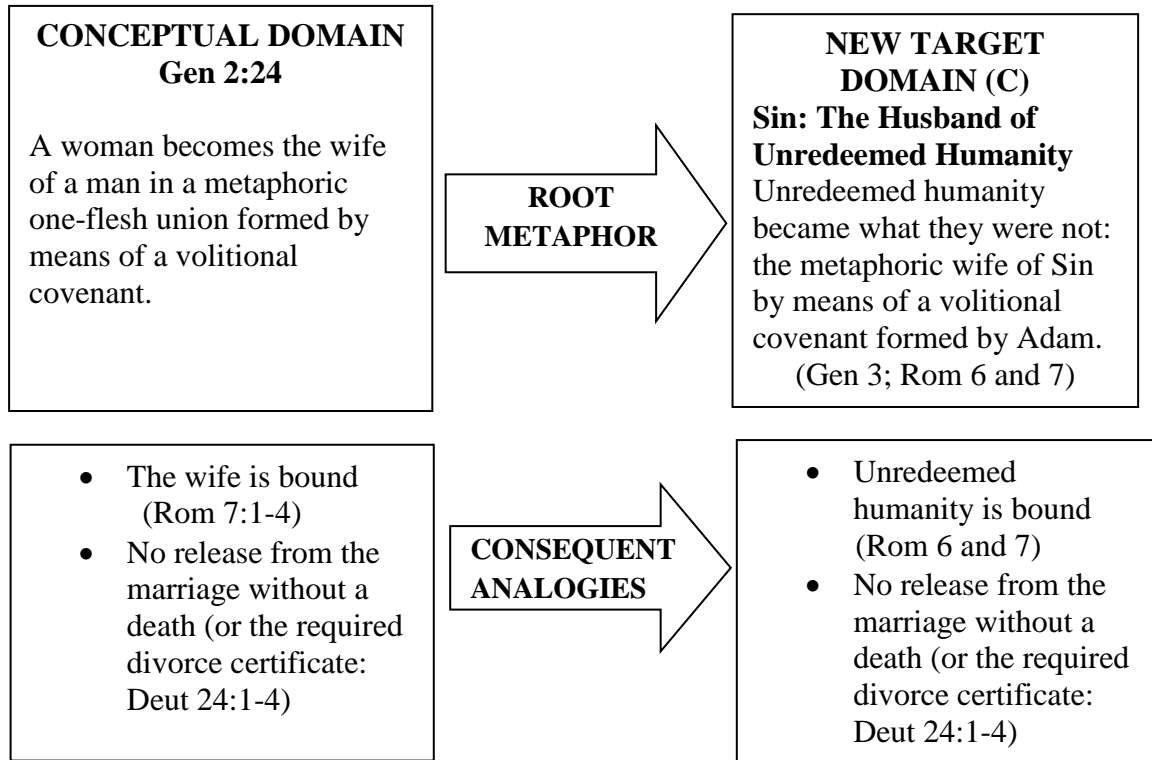 CONCEPTUAL DOMAIN
Gen 2:24
A woman becomes the wife
of a man in a metaphoric
one-flesh union formed by
means of a volitional
covenant.
ROOT
METAPHOR
NEW TARGET
DOMAIN (C)
Sin: The Husband of
Unredeemed Humanity
Unredeemed humanity
became what they were not:
the metaphoric wife of Sin
by means of a volitional
covenant formed by Adam.
(Gen 3; Rom 6 and 7)
• The wife is bound
(Rom 7:1-4)
• No release from the
marriage without a
death (or the required
divorce certificate:
Deut 24:1-4)
CONSEQUENT
ANALOGIES
• Unredeemed
humanity is bound
(Rom 6 and 7)
• No release from the
marriage without a
death (or the required
divorce certificate:
Deut 24:1-4)